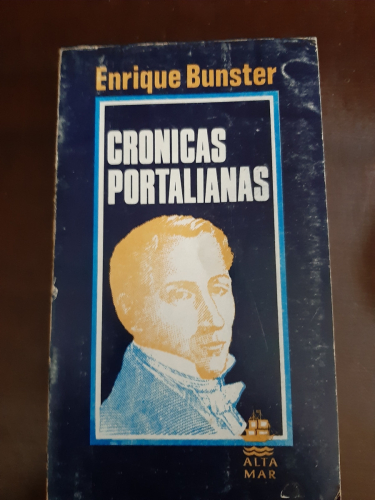 Enrique Bunster
CRONICAS
PORTALIANAS
ALTA
MAR